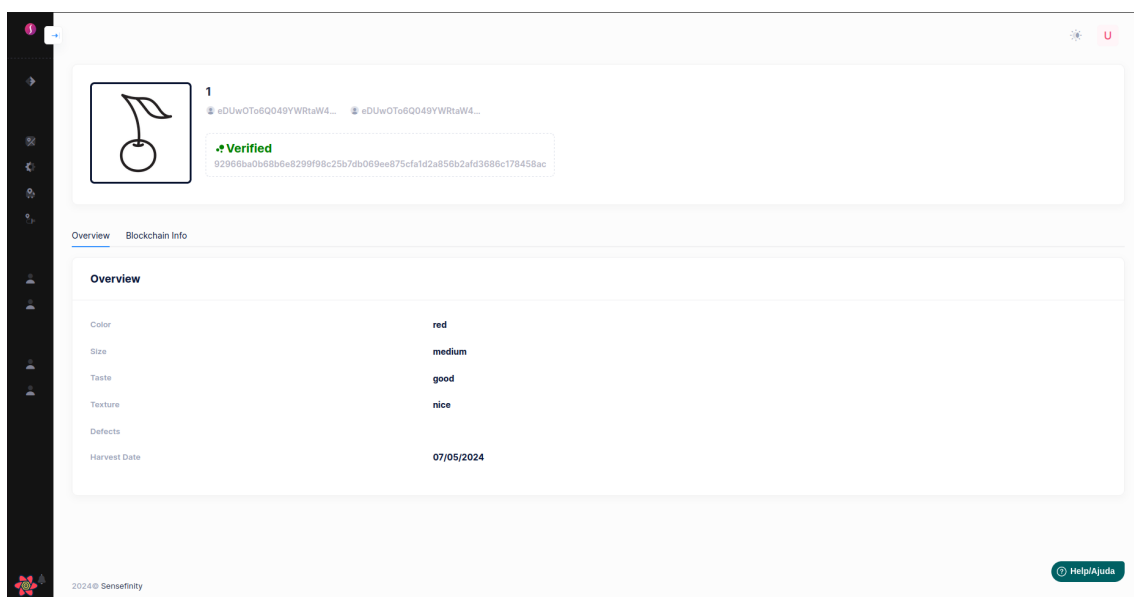 U
1
eDUwOTo6Q049YWRtaW4... eDUwOTo6Q049YWRtaW4...
Verified
92966ba0b68b6e8299f98c25b7db069ee875cfa1d2a856b2afd3686c178458ac
Overview Blockchain Info
Overview
Color red
Size medium
Taste good
Texture nice
Defects
Harvest Date 07/05/2024
Help/Ajuda
2024© Sensefinity